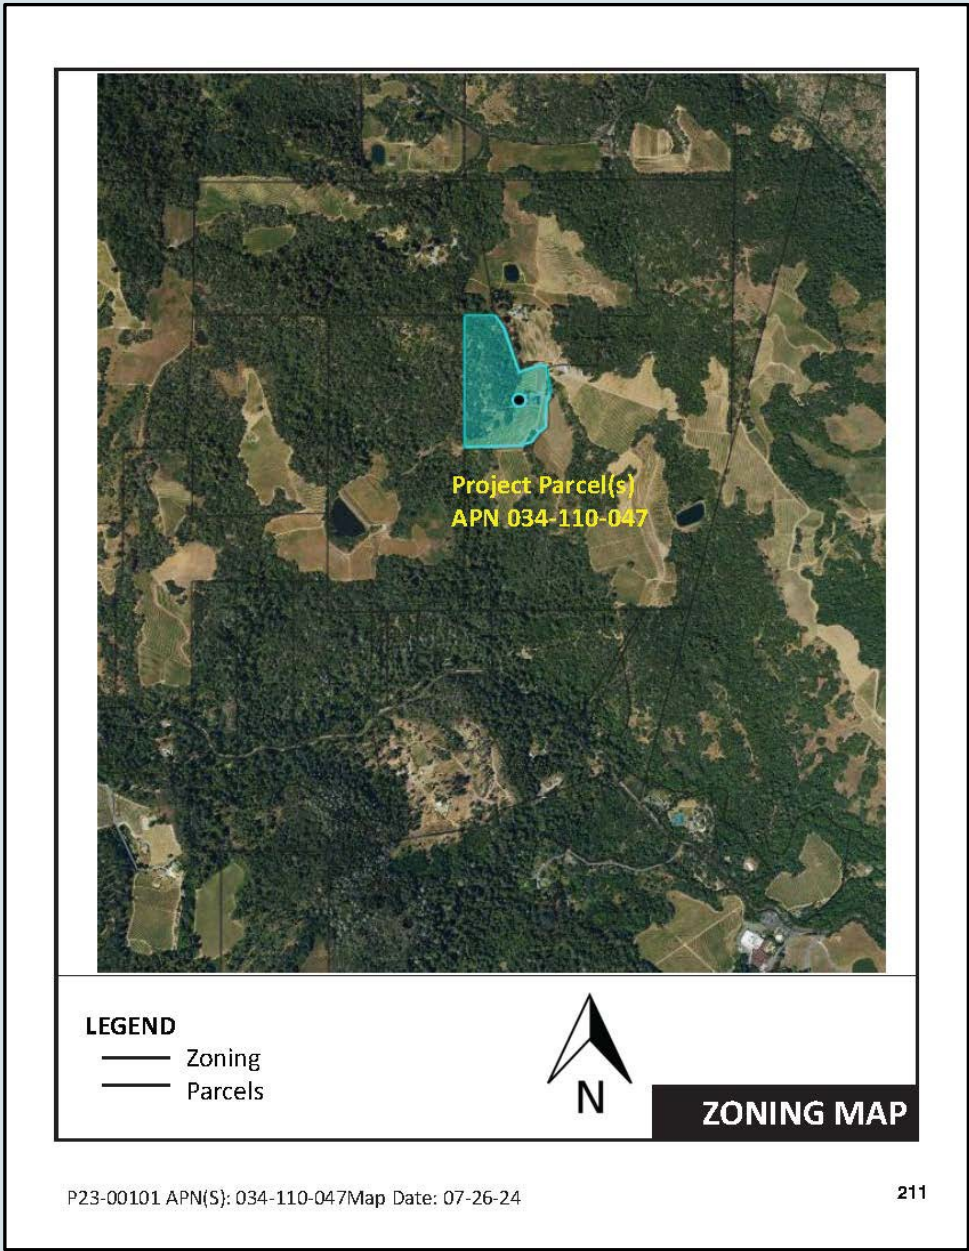 Project Parcel(s)
APN 034-110-047
LEGEND
Zoning
Parcels
N
ZONING MAP
P23-00101 APN(S): 034-110-047Map Date: 07-26-24
211